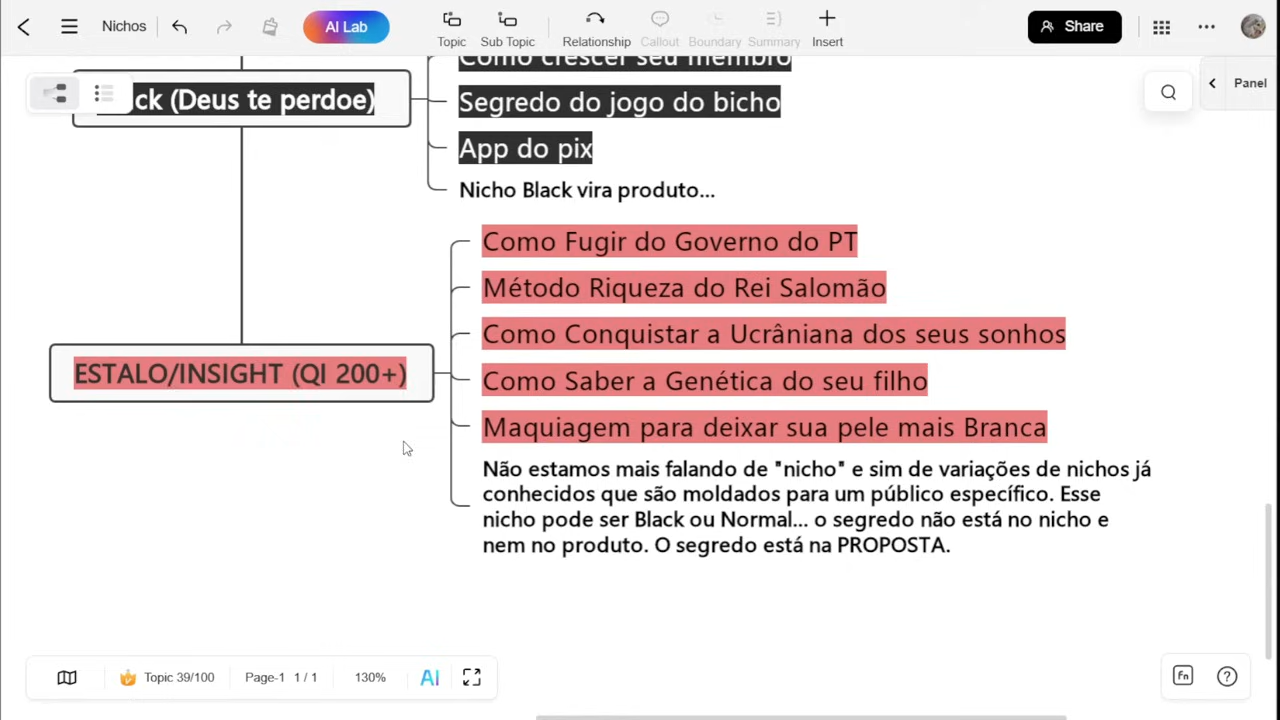 Nichos
AI Lab
Topic
Sub Topic
Relationship
Callout
Boundary
Summary
Insert
Share
Panel
Como crescer seu membro
ck (Deus te perdoe)
Segredo do jogo do bicho
App do pix
Nicho Black vira produto...
Como Fugir do Governo do PT
Método Riqueza do Rei Salomão
Como Conquistar a Ucrâniana dos seus sonhos
ESTALO/INSIGHT (QI 200+)
Como Saber a Genética do seu filho
Maquiagem para deixar sua pele mais Branca
Não estamos mais falando de "nicho" e sim de variações de nichos já
conhecidos que são moldados para um público específico. Esse
nicho pode ser Black ou Normal... o segredo não está no nicho e
nem no produto. O segredo está na PROPOSTA.
Topic 39/100
Page-1 1 / 1
130%
AI
Fn
?